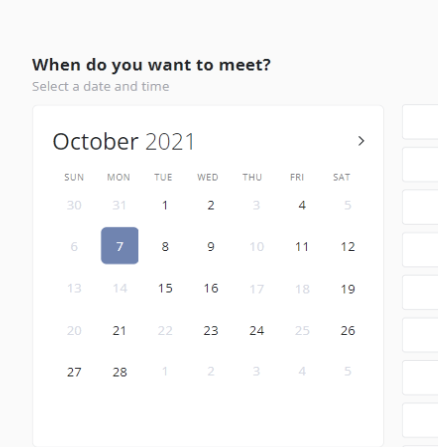 When do you want to meet?
Select a date and time
October 2021
SUN MON TUE WED THU FRI SAT
30 31 1 2 3 4 5
6 7 8 9 10 11 12
13 14 15 16 17 18 19
20 21 22 23 24 25 26
27 28 1 2 3 4 5